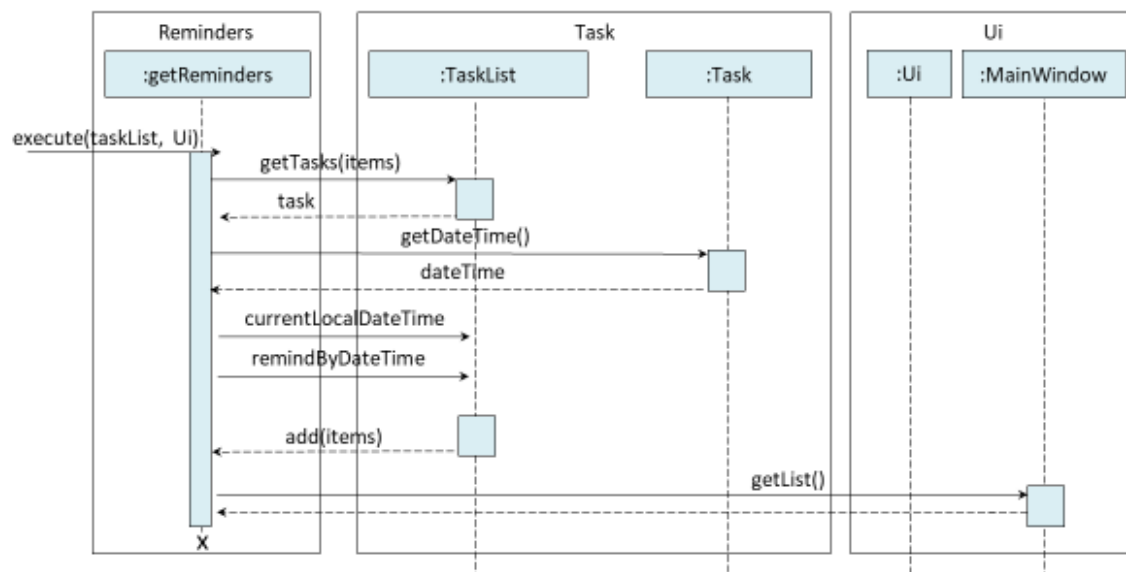 Reminders
Task
Ui
:getReminders
:TaskList
:Task
:Ui
:MainWindow
execute(taskList, Ui)
getTasks(items)
task
getDateTime()
dateTime
currentLocalDateTime
remindByDateTime
add(items)
getList()
X